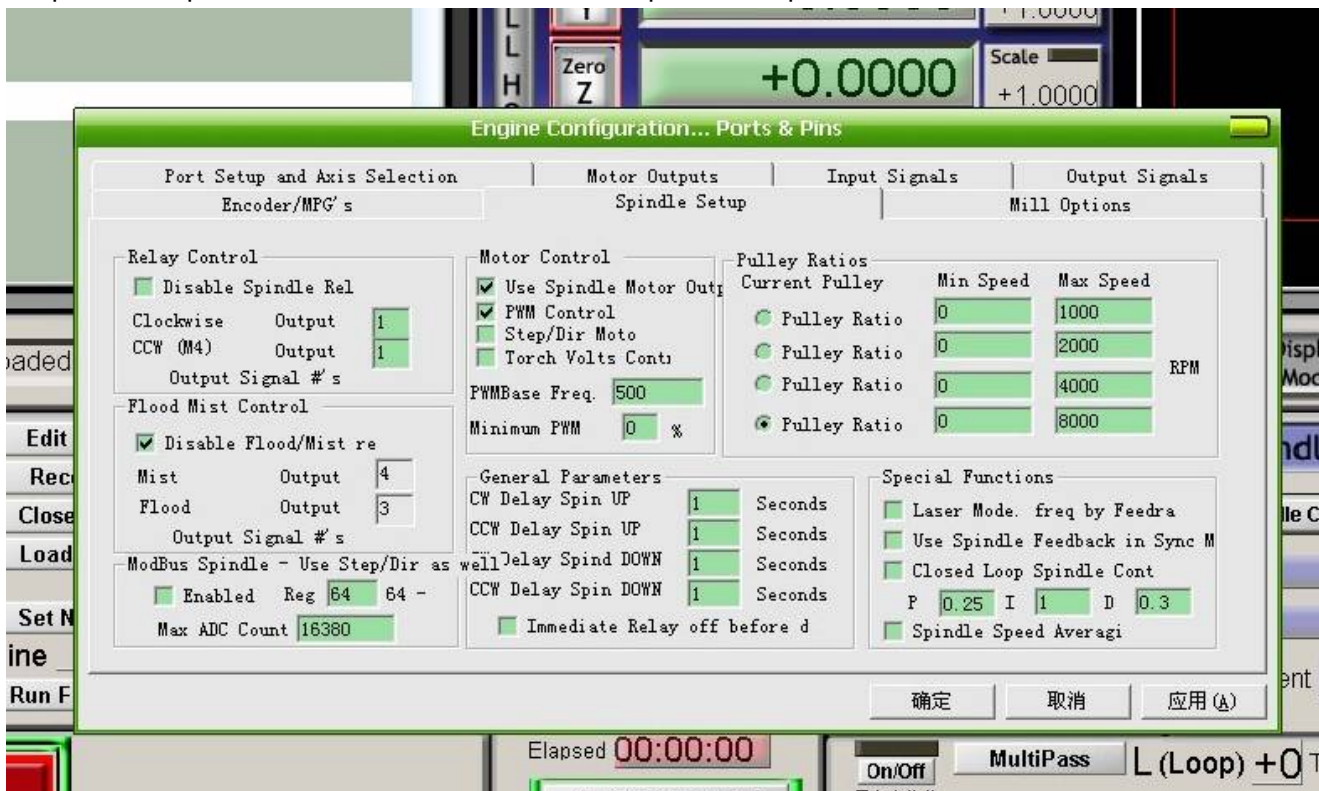 L
L
H
Y
Zero
Z
+0.0000
Scale
+1.0000
Engine Configuration... Ports & Pins
Port Setup and Axis Selection
Motor Outputs
Input Signals
Output Signals
Encoder/MPG's
Spindle Setup
Mill Options
Relay Control
Disable Spindle Rel
Clockwise Output 1
CCW (M4) Output 1
Output Signal #'s
Flood Mist Control
Disable Flood/Mist re
Mist Output 4
Flood Output 3
Output Signal #'s
ModBus Spindle - Use Step/Dir as well
Enabled Reg 64 64 -
Max ADC Count 16380
Motor Control
Use Spindle Motor Outp
PWM Control
Step/Dir Moto
Torch Volts Cont
PWMBase Freq. 500
Minimum PWM 0 %
General Parameters
CW Delay Spin UP 1 Seconds
CCW Delay Spin UP 1 Seconds
Delay Spind DOWN 1 Seconds
CCW Delay Spin DOWN 1 Seconds
Immediate Relay off before d
Pulley Ratios
Current Pulley Min Speed Max Speed
Pulley Ratio 0 1000
Pulley Ratio 0 2000
Pulley Ratio 0 4000
Pulley Ratio 0 8000
RPM
Special Functions
Laser Mode. freq by Feedra
Use Spindle Feedback in Sync M
Closed Loop Spindle Cont
P 0.25 I 1 D 0.3
Spindle Speed Averagi
确定
取消
应用(A)
oaded
Edit
Rec
Close
Load
Set N
ine
Run F
Displ
Moc
ndl
le C
ent
Elapsed 00:00:00
On/Off
MultiPass
L (Loop) +0